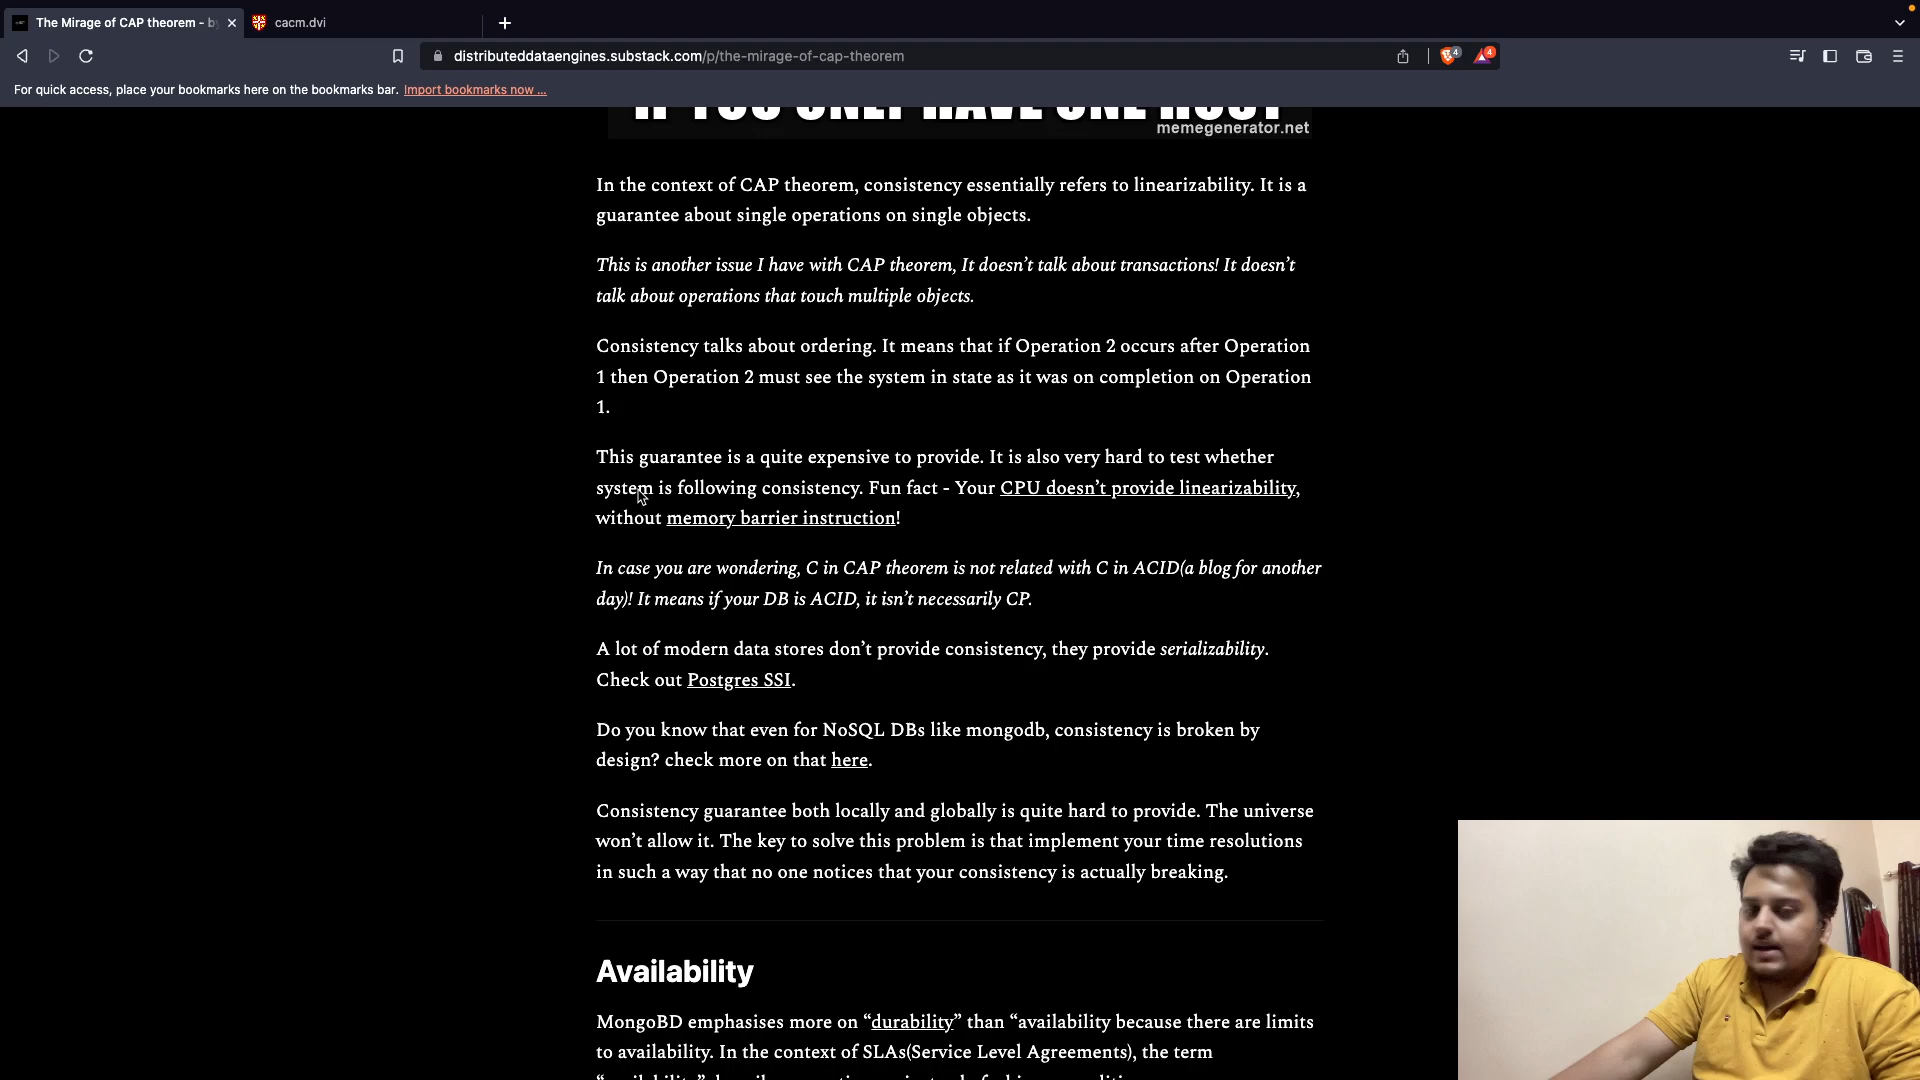 The Mirage of CAP theorem - by
cacm.dvi
distributeddataengines.substack.com/p/the-mirage-of-cap-theorem
4
4
For quick access, place your bookmarks here on the bookmarks bar. Import bookmarks now ...
IF YOU ONLY HAVE ONE HOST
memegenerator.net
In the context of CAP theorem, consistency essentially refers to linearizability. It is a
guarantee about single operations on single objects.
This is another issue I have with CAP theorem, It doesn’t talk about transactions! It doesn’t
talk about operations that touch multiple objects.
Consistency talks about ordering. It means that if Operation 2 occurs after Operation
1 then Operation 2 must see the system in state as it was on completion on Operation
1.
This guarantee is a quite expensive to provide. It is also very hard to test whether
system is following consistency. Fun fact - Your CPU doesn’t provide linearizability,
without memory barrier instruction!
In case you are wondering, C in CAP theorem is not related with C in ACID(a blog for another
day)! It means if your DB is ACID, it isn’t necessarily CP.
A lot of modern data stores don’t provide consistency, they provide serializability.
Check out Postgres SSI.
Do you know that even for NoSQL DBs like mongodb, consistency is broken by
design? check more on that here.
Consistency guarantee both locally and globally is quite hard to provide. The universe
won’t allow it. The key to solve this problem is that implement your time resolutions
in such a way that no one notices that your consistency is actually breaking.
Availability
MongoBD emphasises more on “durability” than “availability because there are limits
to availability. In the context of SLAs(Service Level Agreements), the term